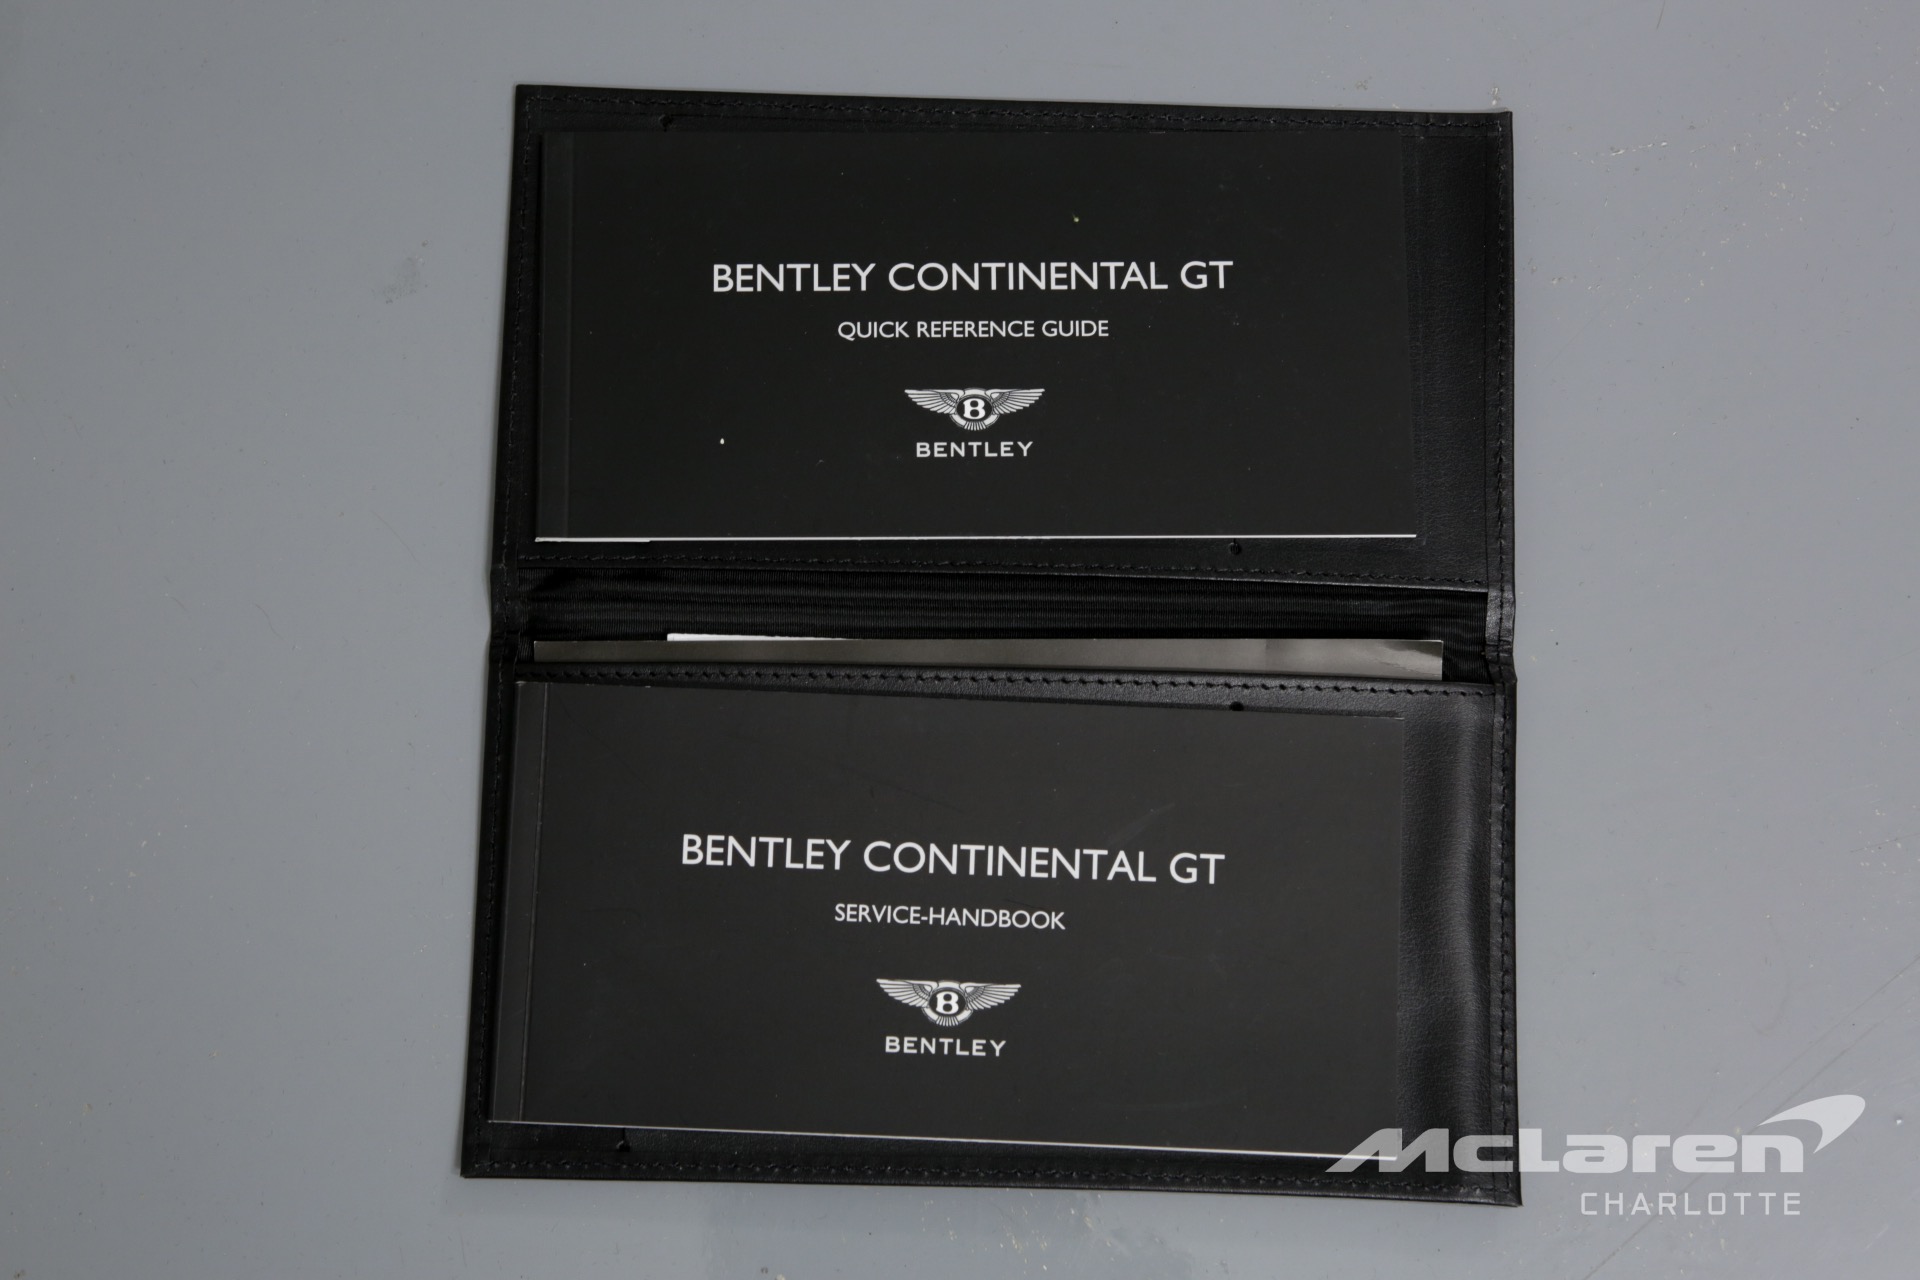 BENTLEY CONTINENTAL GT
QUICK REFERENCE GUIDE
B
BENTLEY
BENTLEY CONTINENTAL GT
SERVICE-HANDBOOK
B
BENTLEY
McLaren
CHARLOTTE